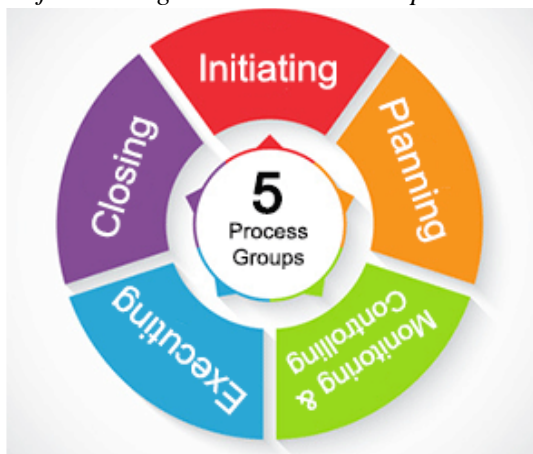 Initiating
Planning
Monitoring &
Controlling
Executing
Closing
5
Process
Groups